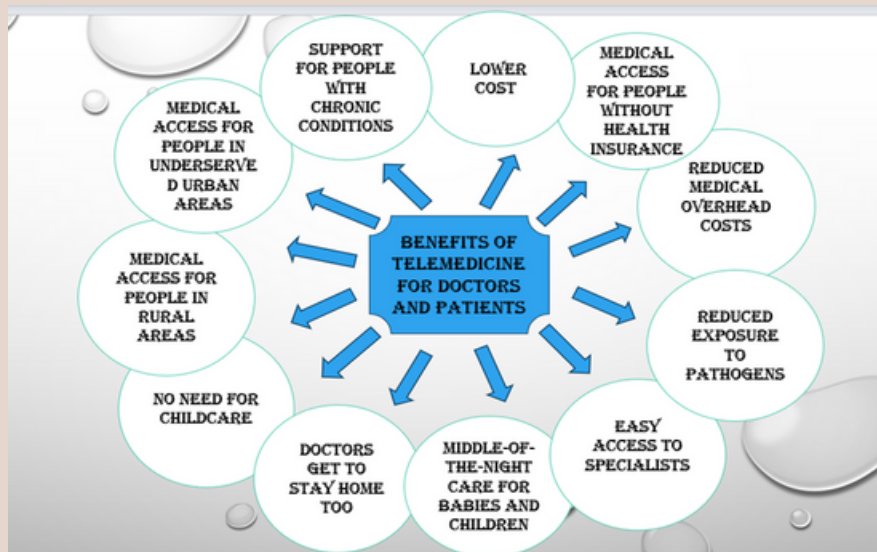 BENEFITS OF
TELEMEDICINE
FOR DOCTORS
AND PATIENTS
SUPPORT
FOR PEOPLE
WITH
CHRONIC
CONDITIONS
LOWER
COST
MEDICAL
ACCESS
FOR PEOPLE
WITHOUT
HEALTH
INSURANCE
REDUCED
MEDICAL
OVERHEAD
COSTS
REDUCED
EXPOSURE
TO
PATHOGENS
EASY
ACCESS TO
SPECIALISTS
MIDDLE-OF-
THE-NIGHT
CARE FOR
BABIES AND
CHILDREN
DOCTORS
GET TO
STAY HOME
TOO
NO NEED FOR
CHILDCARE
MEDICAL
ACCESS FOR
PEOPLE IN
RURAL
AREAS
MEDICAL
ACCESS FOR
PEOPLE IN
UNDERSERVE
D URBAN
AREAS